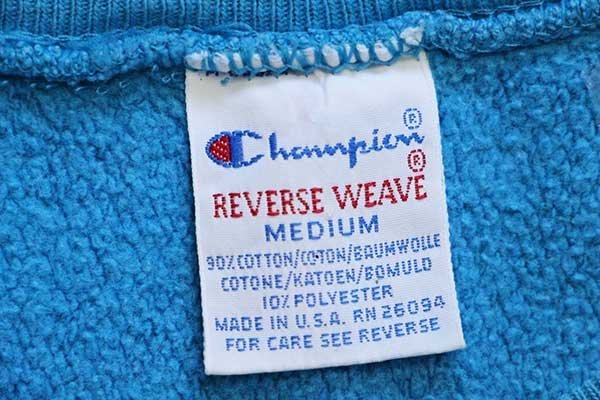 Champion®
REVERSE WEAVE®
MEDIUM
90% COTTON/COTON/BAUMWOLLE
COTONE/KATOEN/BOMULD
10% POLYESTER
MADE IN U.S.A. RN 26094
FOR CARE SEE REVERSE